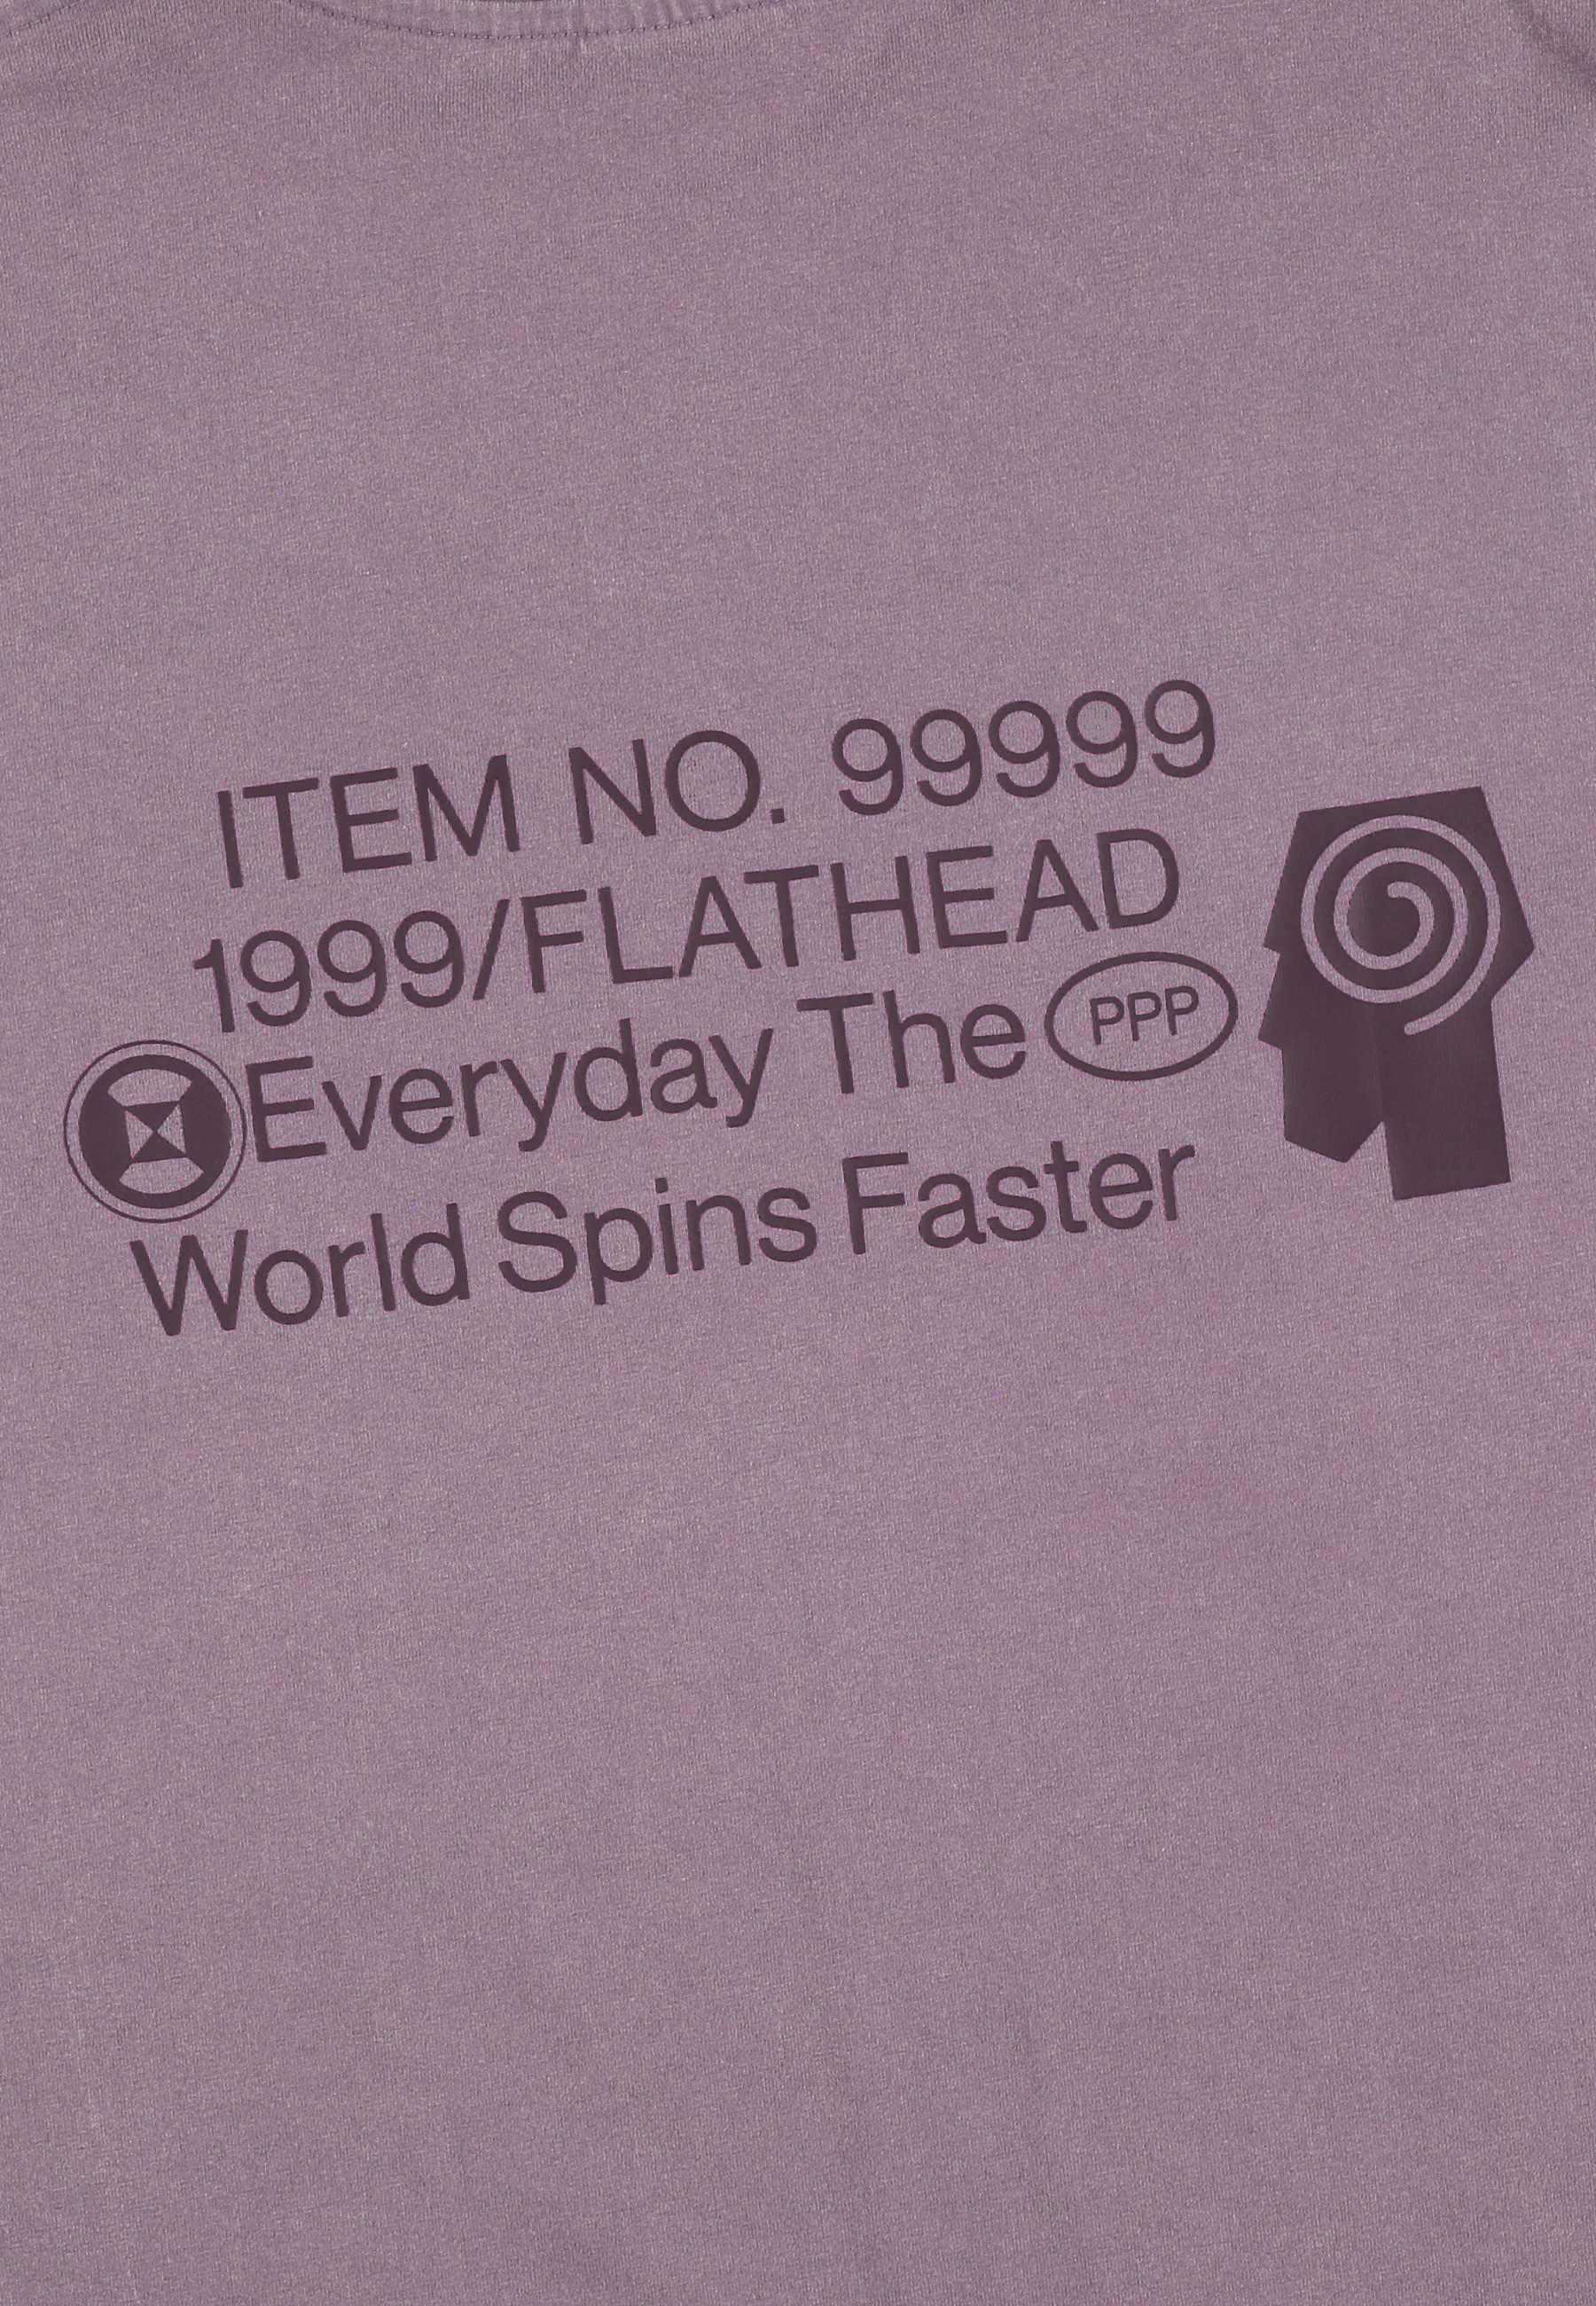 ITEM NO. 99999
1999/FLATHEAD
Everyday The PPP
World Spins Faster